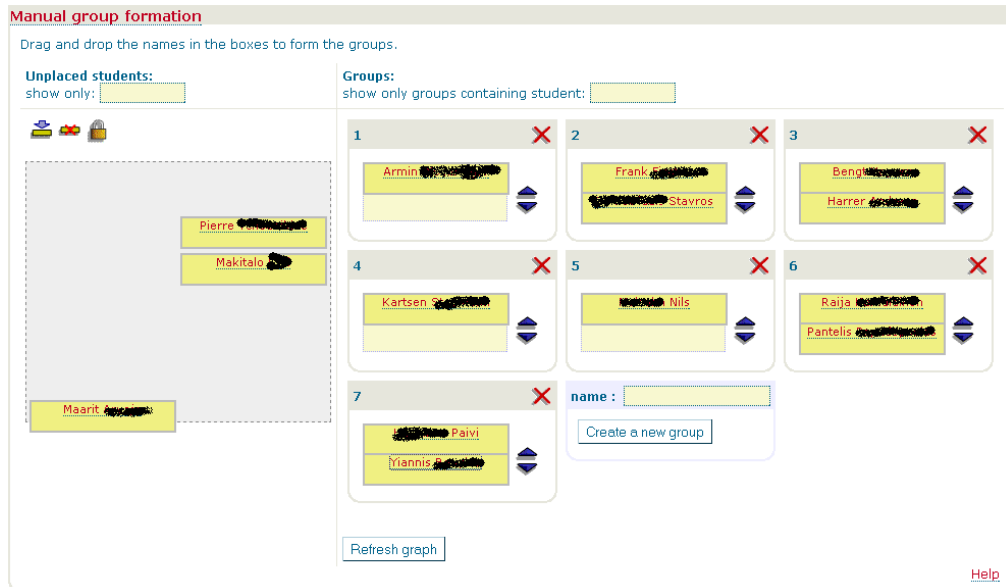 Manual group formation
Drag and drop the names in the boxes to form the groups.
Unplaced students:
show only:
Groups:
show only groups containing student:
Pierre
Makitalo
Maarit
1
Armin
2
Frank
Stavros
3
Bengt
Harrer
4
Kartsen
5
Nils
6
Raija
Pantelis
7
Paivi
Yiannis
name :
Create a new group
Refresh graph
Help